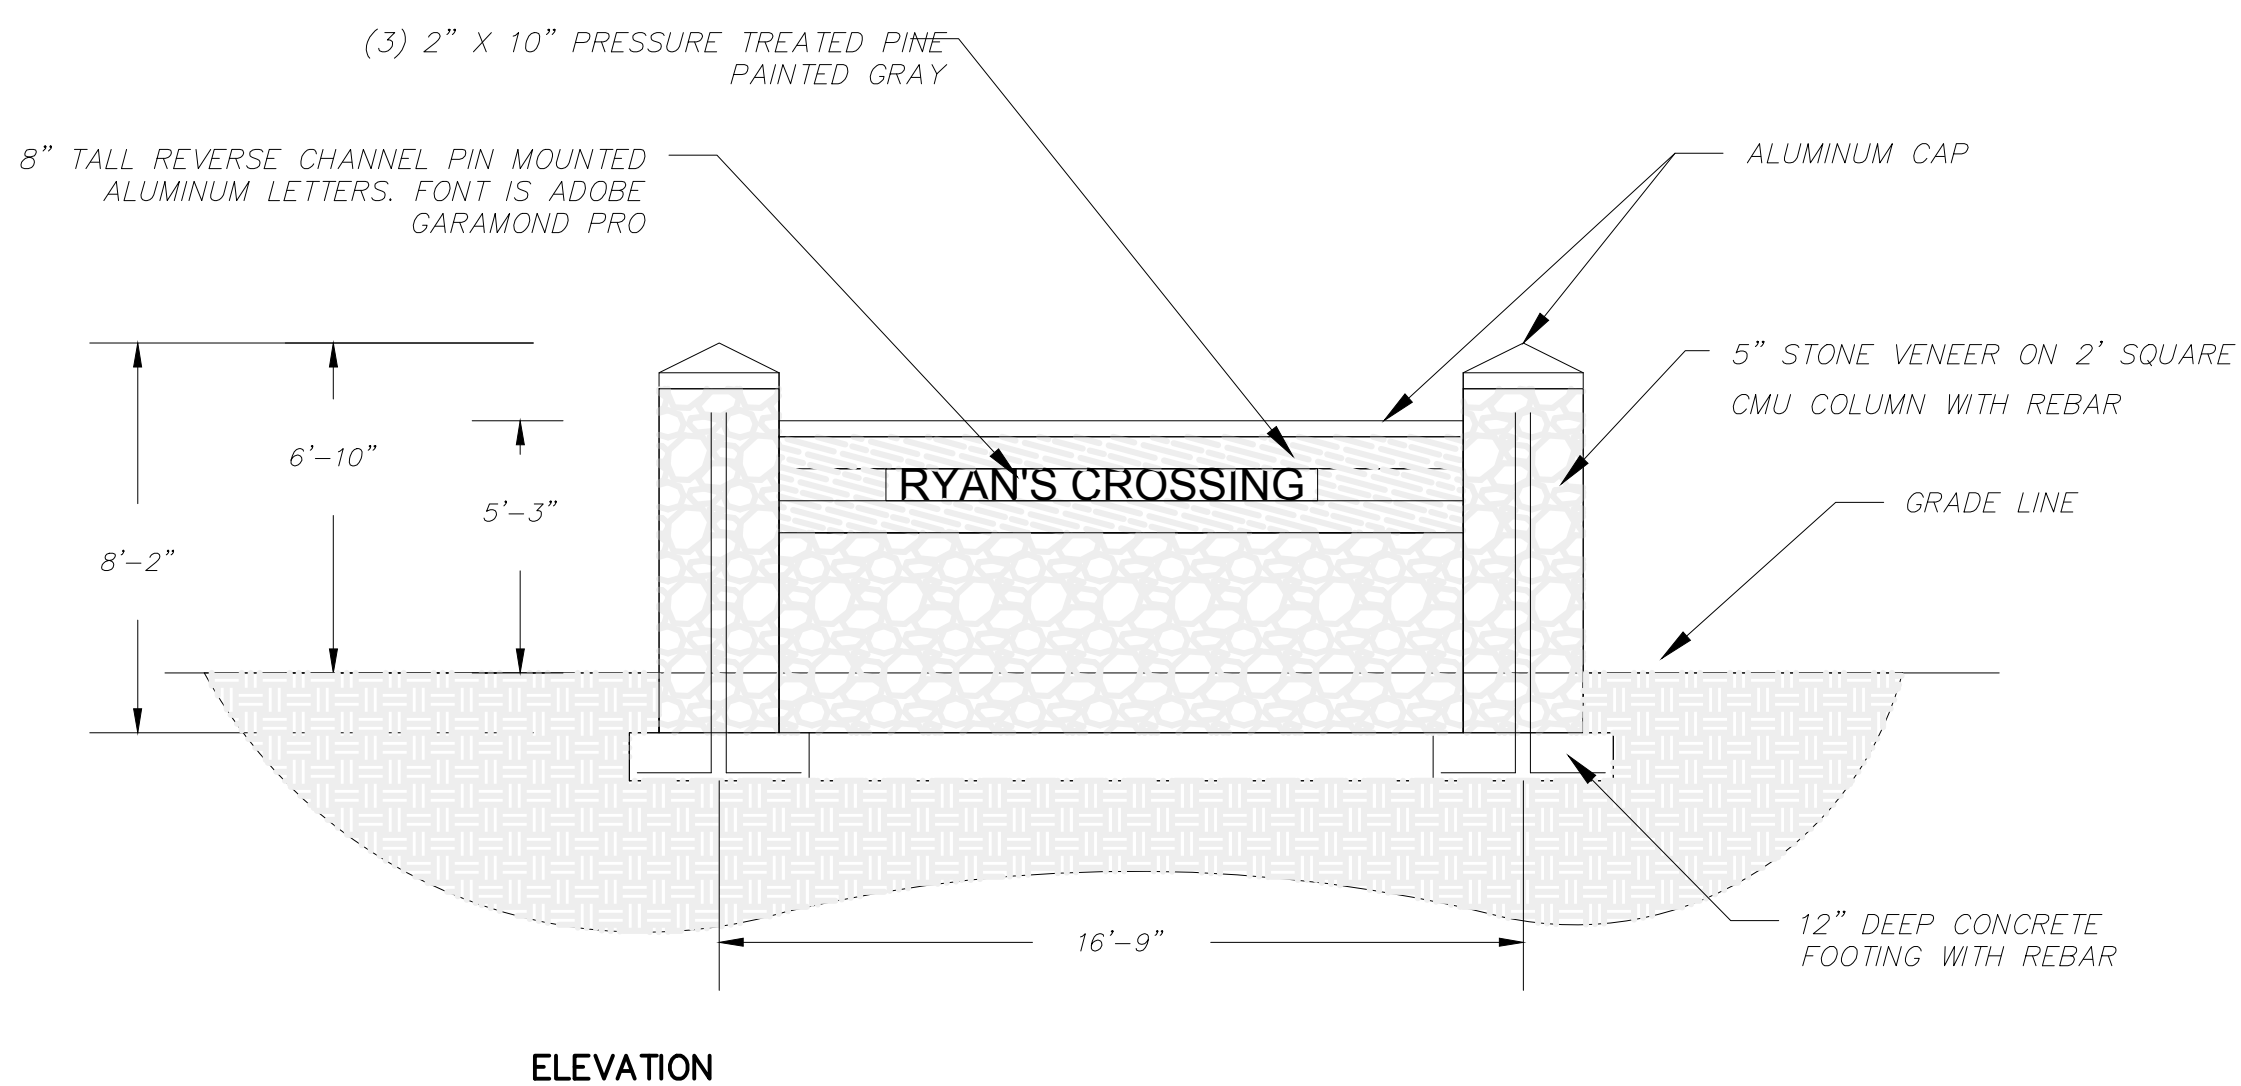 (3) 2” X 10” PRESSURE TREATED PINE
PAINTED GRAY
8” TALL REVERSE CHANNEL PIN MOUNTED
ALUMINUM LETTERS. FONT IS ADOBE
GARAMOND PRO
ALUMINUM CAP
5” STONE VENEER ON 2’ SQUARE
CMU COLUMN WITH REBAR
6’–10”
RYAN'S CROSSING
GRADE LINE
5’–3”
8’–2”
12” DEEP CONCRETE
FOOTING WITH REBAR
16’–9”
ELEVATION